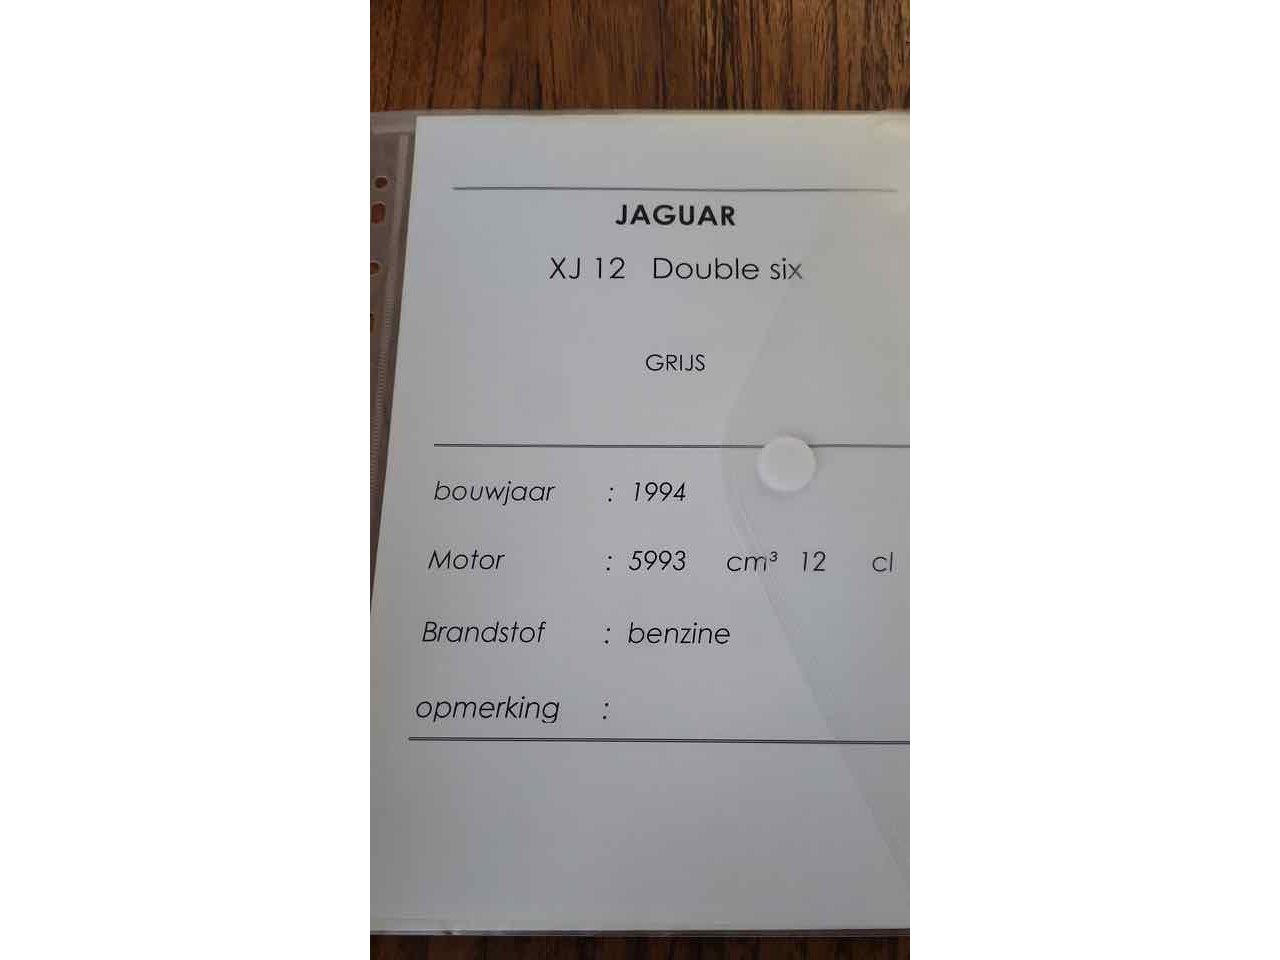 JAGUAR
XJ 12 Double six
GRIJS
bouwjaar : 1994
Motor : 5993 cm³ 12 cl
Brandstof : benzine
opmerking :